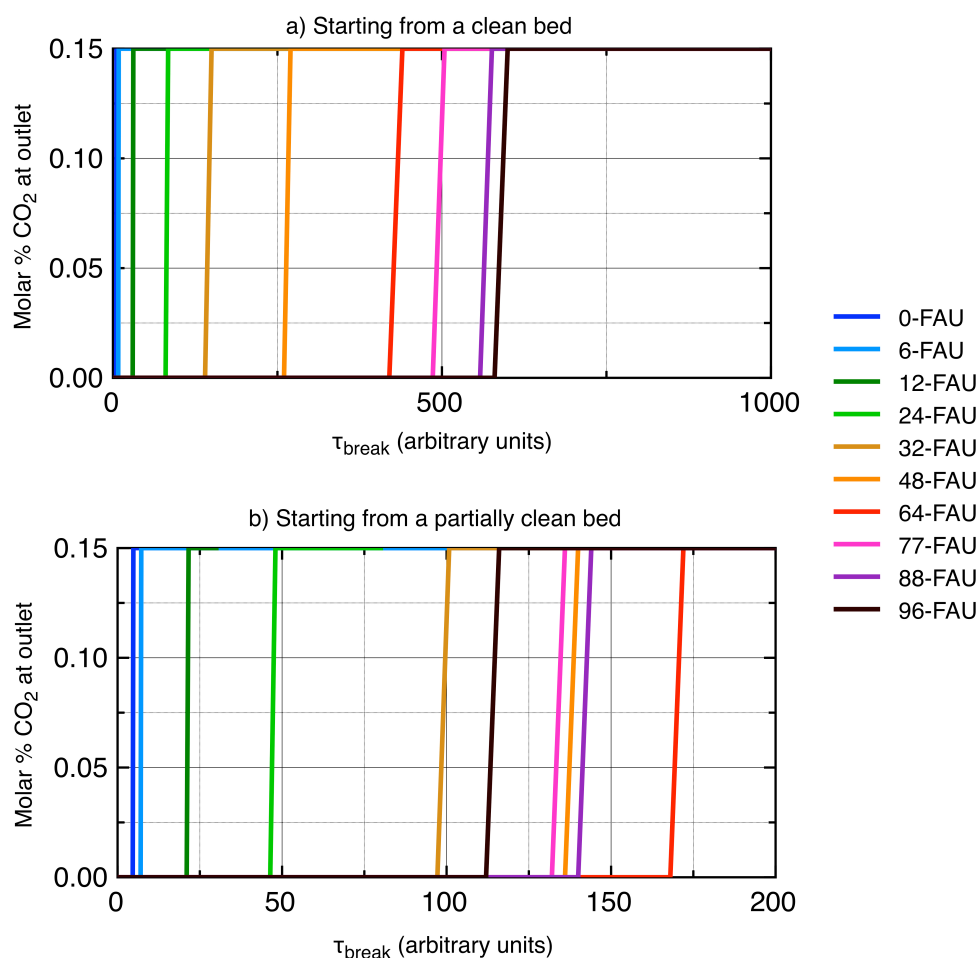 a) Starting from a clean bed
Molar % CO₂ at outlet
0.15
0.10
0.05
0.00
0
500
1000
τbreak (arbitrary units)
b) Starting from a partially clean bed
Molar % CO₂ at outlet
0.15
0.10
0.05
0.00
0
50
100
150
200
τbreak (arbitrary units)
0-FAU
6-FAU
12-FAU
24-FAU
32-FAU
48-FAU
64-FAU
77-FAU
88-FAU
96-FAU